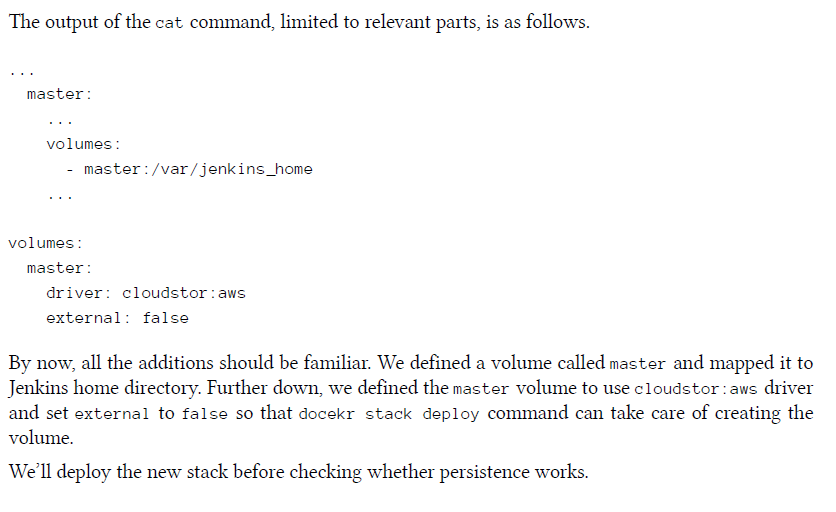 The output of the cat command, limited to relevant parts, is as follows.
...
master:
...
volumes:
- master:/var/jenkins_home
...
volumes:
master:
driver: cloudstor:aws
external: false
By now, all the additions should be familiar. We defined a volume called master and mapped it to
Jenkins home directory. Further down, we defined the master volume to use cloudstor:aws driver
and set external to false so that docekr stack deploy command can take care of creating the
volume.
We’ll deploy the new stack before checking whether persistence works.